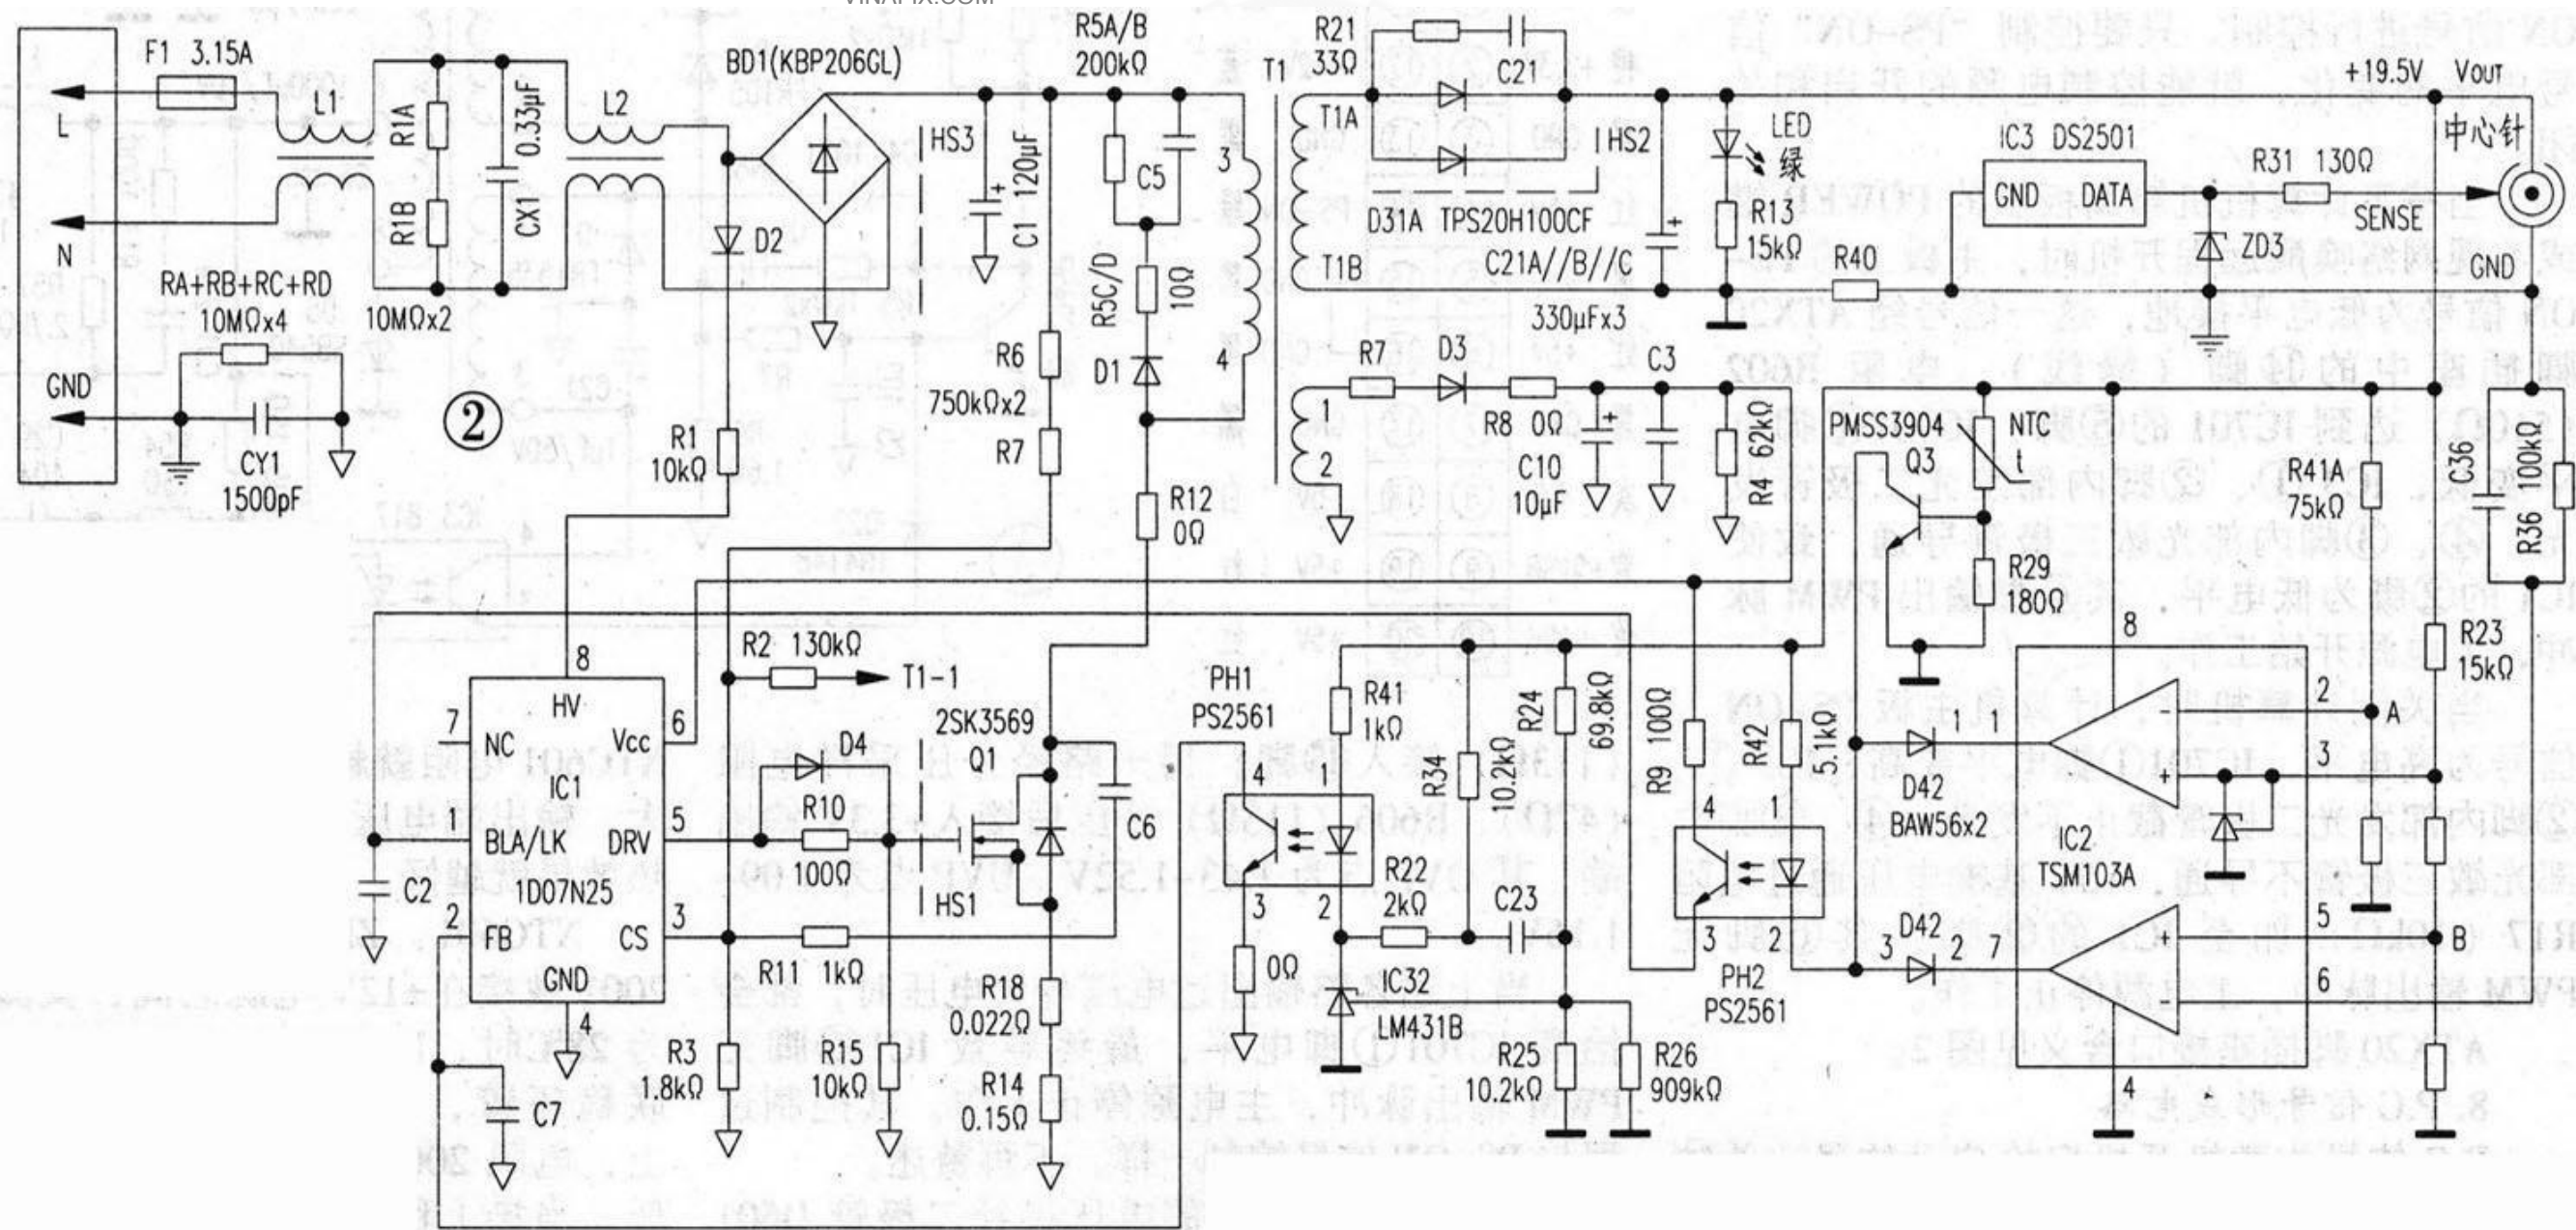 VINAFIX.COM
F1 3.15A
L
N
GND
L1
R1A
R1B
10MΩx2
CX1
0.33μF
L2
RA+RB+RC+RD
10MΩx4
CY1
1500pF
②
BD1(KBP206GL)
D2
HS3
C1 120μF
R1
10kΩ
R6
750kΩx2
R7
R5A/B
200kΩ
C5
R5C/D
10Ω
D1
R12
0Ω
T1
3
4
T1A
T1B
1
2
R21
33Ω
C21
HS2
D31A TPS20H100CF
C21A//B//C
330μFx3
LED
绿
R13
15kΩ
R40
IC3 DS2501
GND DATA
ZD3
R31 130Ω
SENSE
+19.5V VOUT
中心针
GND
R7
D3
R8 0Ω
C10
10μF
C3
R4 62kΩ
PMSS3904
Q3
NTC
t
R29
180Ω
R41A
75kΩ
C36
R36 100kΩ
R23
15kΩ
8
HV
7
NC
Vcc
6
IC1
1
BLA/LK
DRV
5
1D07N25
2
FB
CS
3
GND
4
C2
C7
R2 130kΩ
T1-1
D4
R10
100Ω
R11 1kΩ
R3
1.8kΩ
R15
10kΩ
2SK3569
Q1
HS1
C6
R18
0.022Ω
R14
0.15Ω
PH1
PS2561
4
1
3
2
0Ω
R41
1kΩ
R22
2kΩ
R34
10.2kΩ
C23
R24
69.8kΩ
IC32
LM431B
R25
10.2kΩ
R26
909kΩ
R9 100Ω
R42
5.1kΩ
4
1
3
2
PH2
PS2561
1
1
D42
BAW56x2
D42
3
2
7
8
IC2
TSM103A
4
2
-
A
3
+
5
+
B
6
-